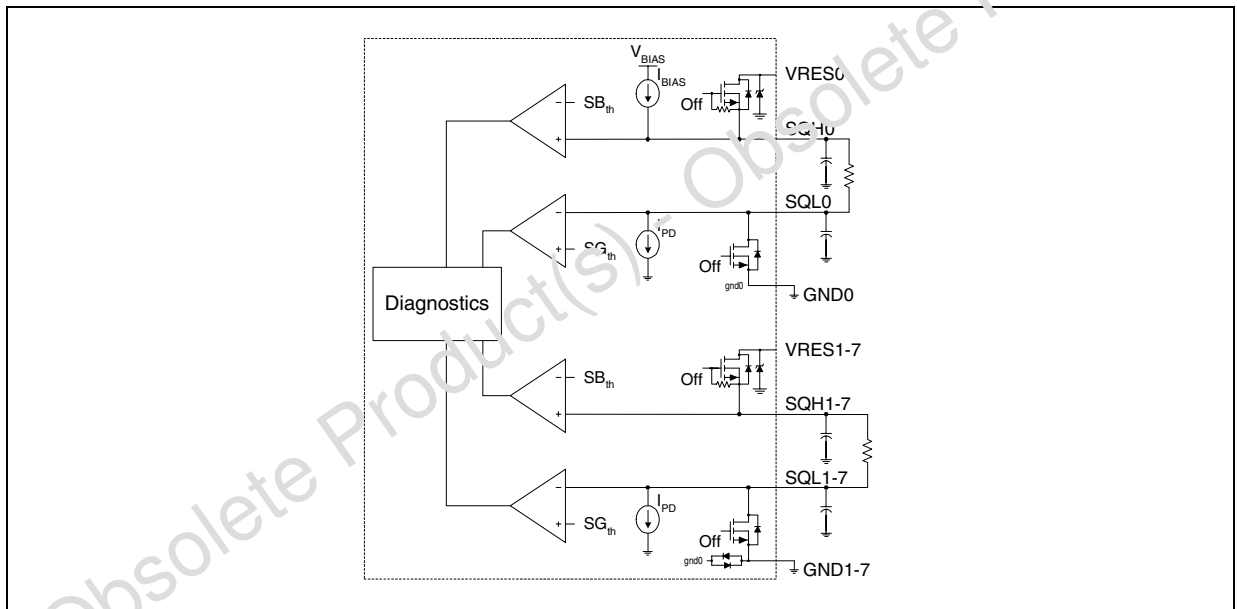 Obsolete Product(s) - Obsolete
V_BIAS
I_BIAS
VRES0
SB_th
Off
SQH0
SQL0
SG_th
I_PD
Off
gnd0
GND0
Diagnostics
VRES1-7
SB_th
Off
SQH1-7
SQL1-7
I_PD
SG_th
Off
gnd0
GND1-7